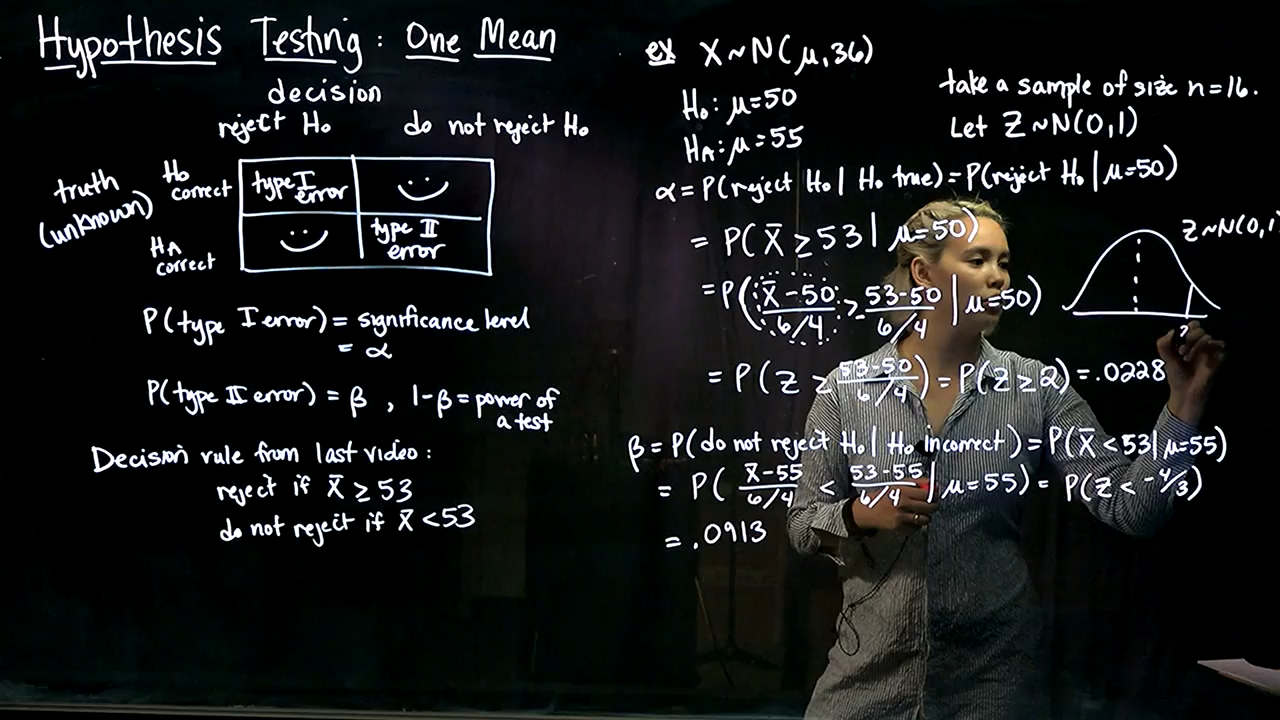 Hypothesis Testing: One Mean
decision
reject H₀ do not reject H₀
truth (unknown)
H₀ correct
type I error
HA correct
type II error
P(type I error) = significance level
= α
P(type II error) = β , 1-β = power of a test
Decision rule from last video:
reject if X̄ ≥ 53
do not reject if X̄ < 53
ex X~N(μ,36)
H₀: μ=50
HA: μ=55
take a sample of size n=16.
Let Z~N(0,1)
α = P(reject H₀ | H₀ true) = P(reject H₀ | μ=50)
= P(X̄ ≥ 53 | μ=50)
= P( (X̄-50)/(6/4) ≥ (53-50)/(6/4) | μ=50)
= P( Z ≥ (53-50)/(6/4) ) = P(Z ≥ 2) = .0228
Z~N(0,1
β = P(do not reject H₀ | H₀ incorrect) = P(X̄ < 53 | μ=55)
= P( (X̄-55)/(6/4) < (53-55)/(6/4) | μ=55) = P(Z < -4/3)
= .0913